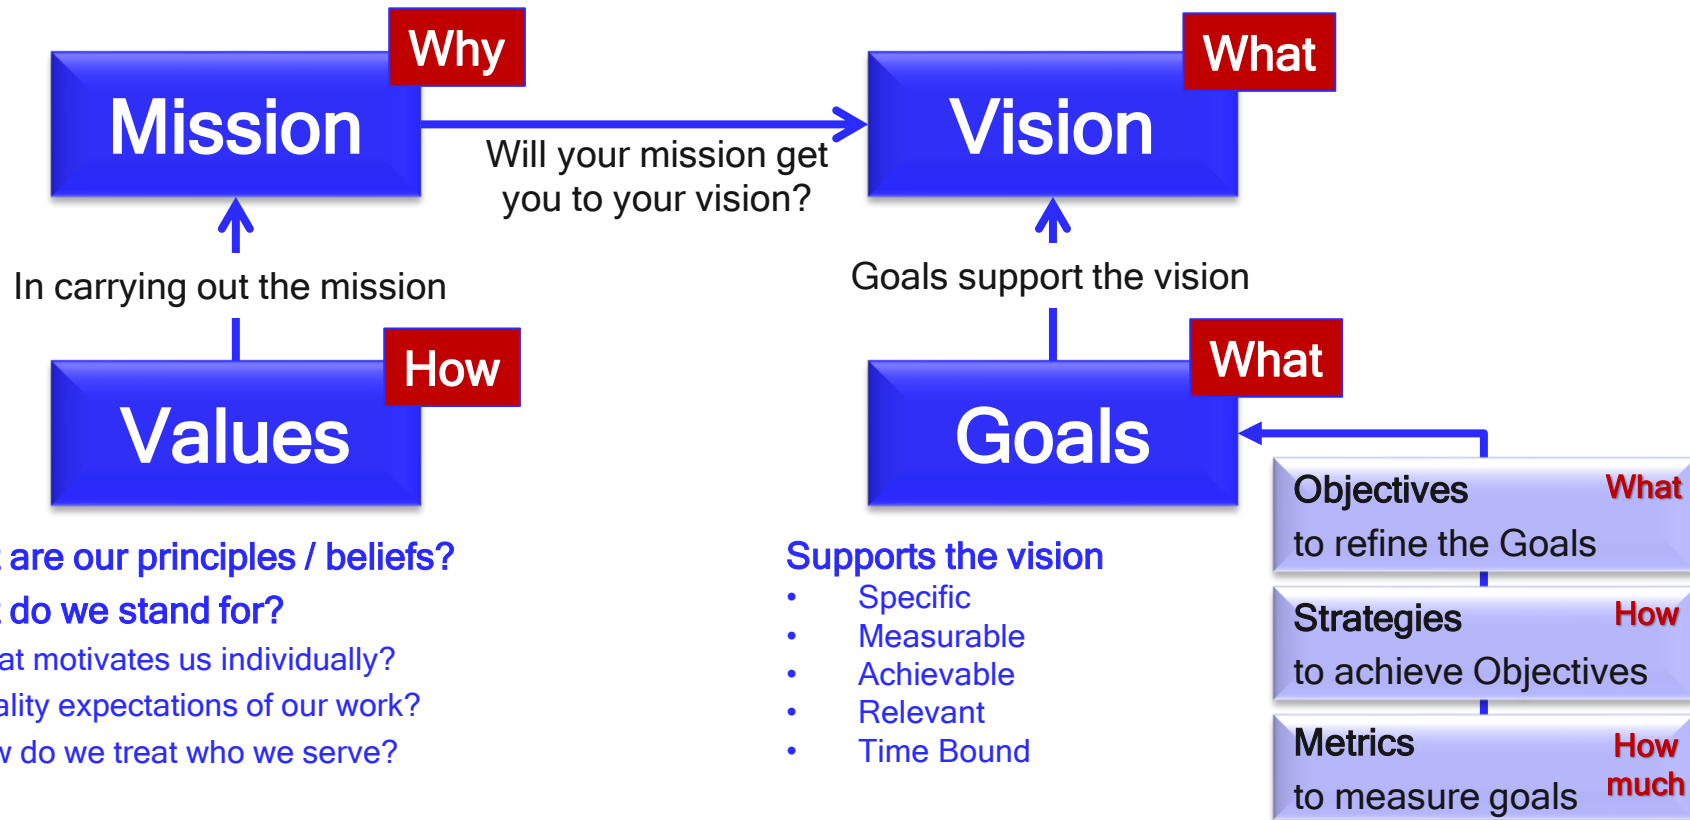 Why
Mission
What
Vision
Will your mission get
you to your vision?
In carrying out the mission
Goals support the vision
How
Values
What
Goals
are our principles / beliefs?
do we stand for?
motivates us individually?
expectations of our work?
do we treat who we serve?
Supports the vision
• Specific
• Measurable
• Achievable
• Relevant
• Time Bound
Objectives What
to refine the Goals
Strategies How
to achieve Objectives
Metrics How
to measure goals much